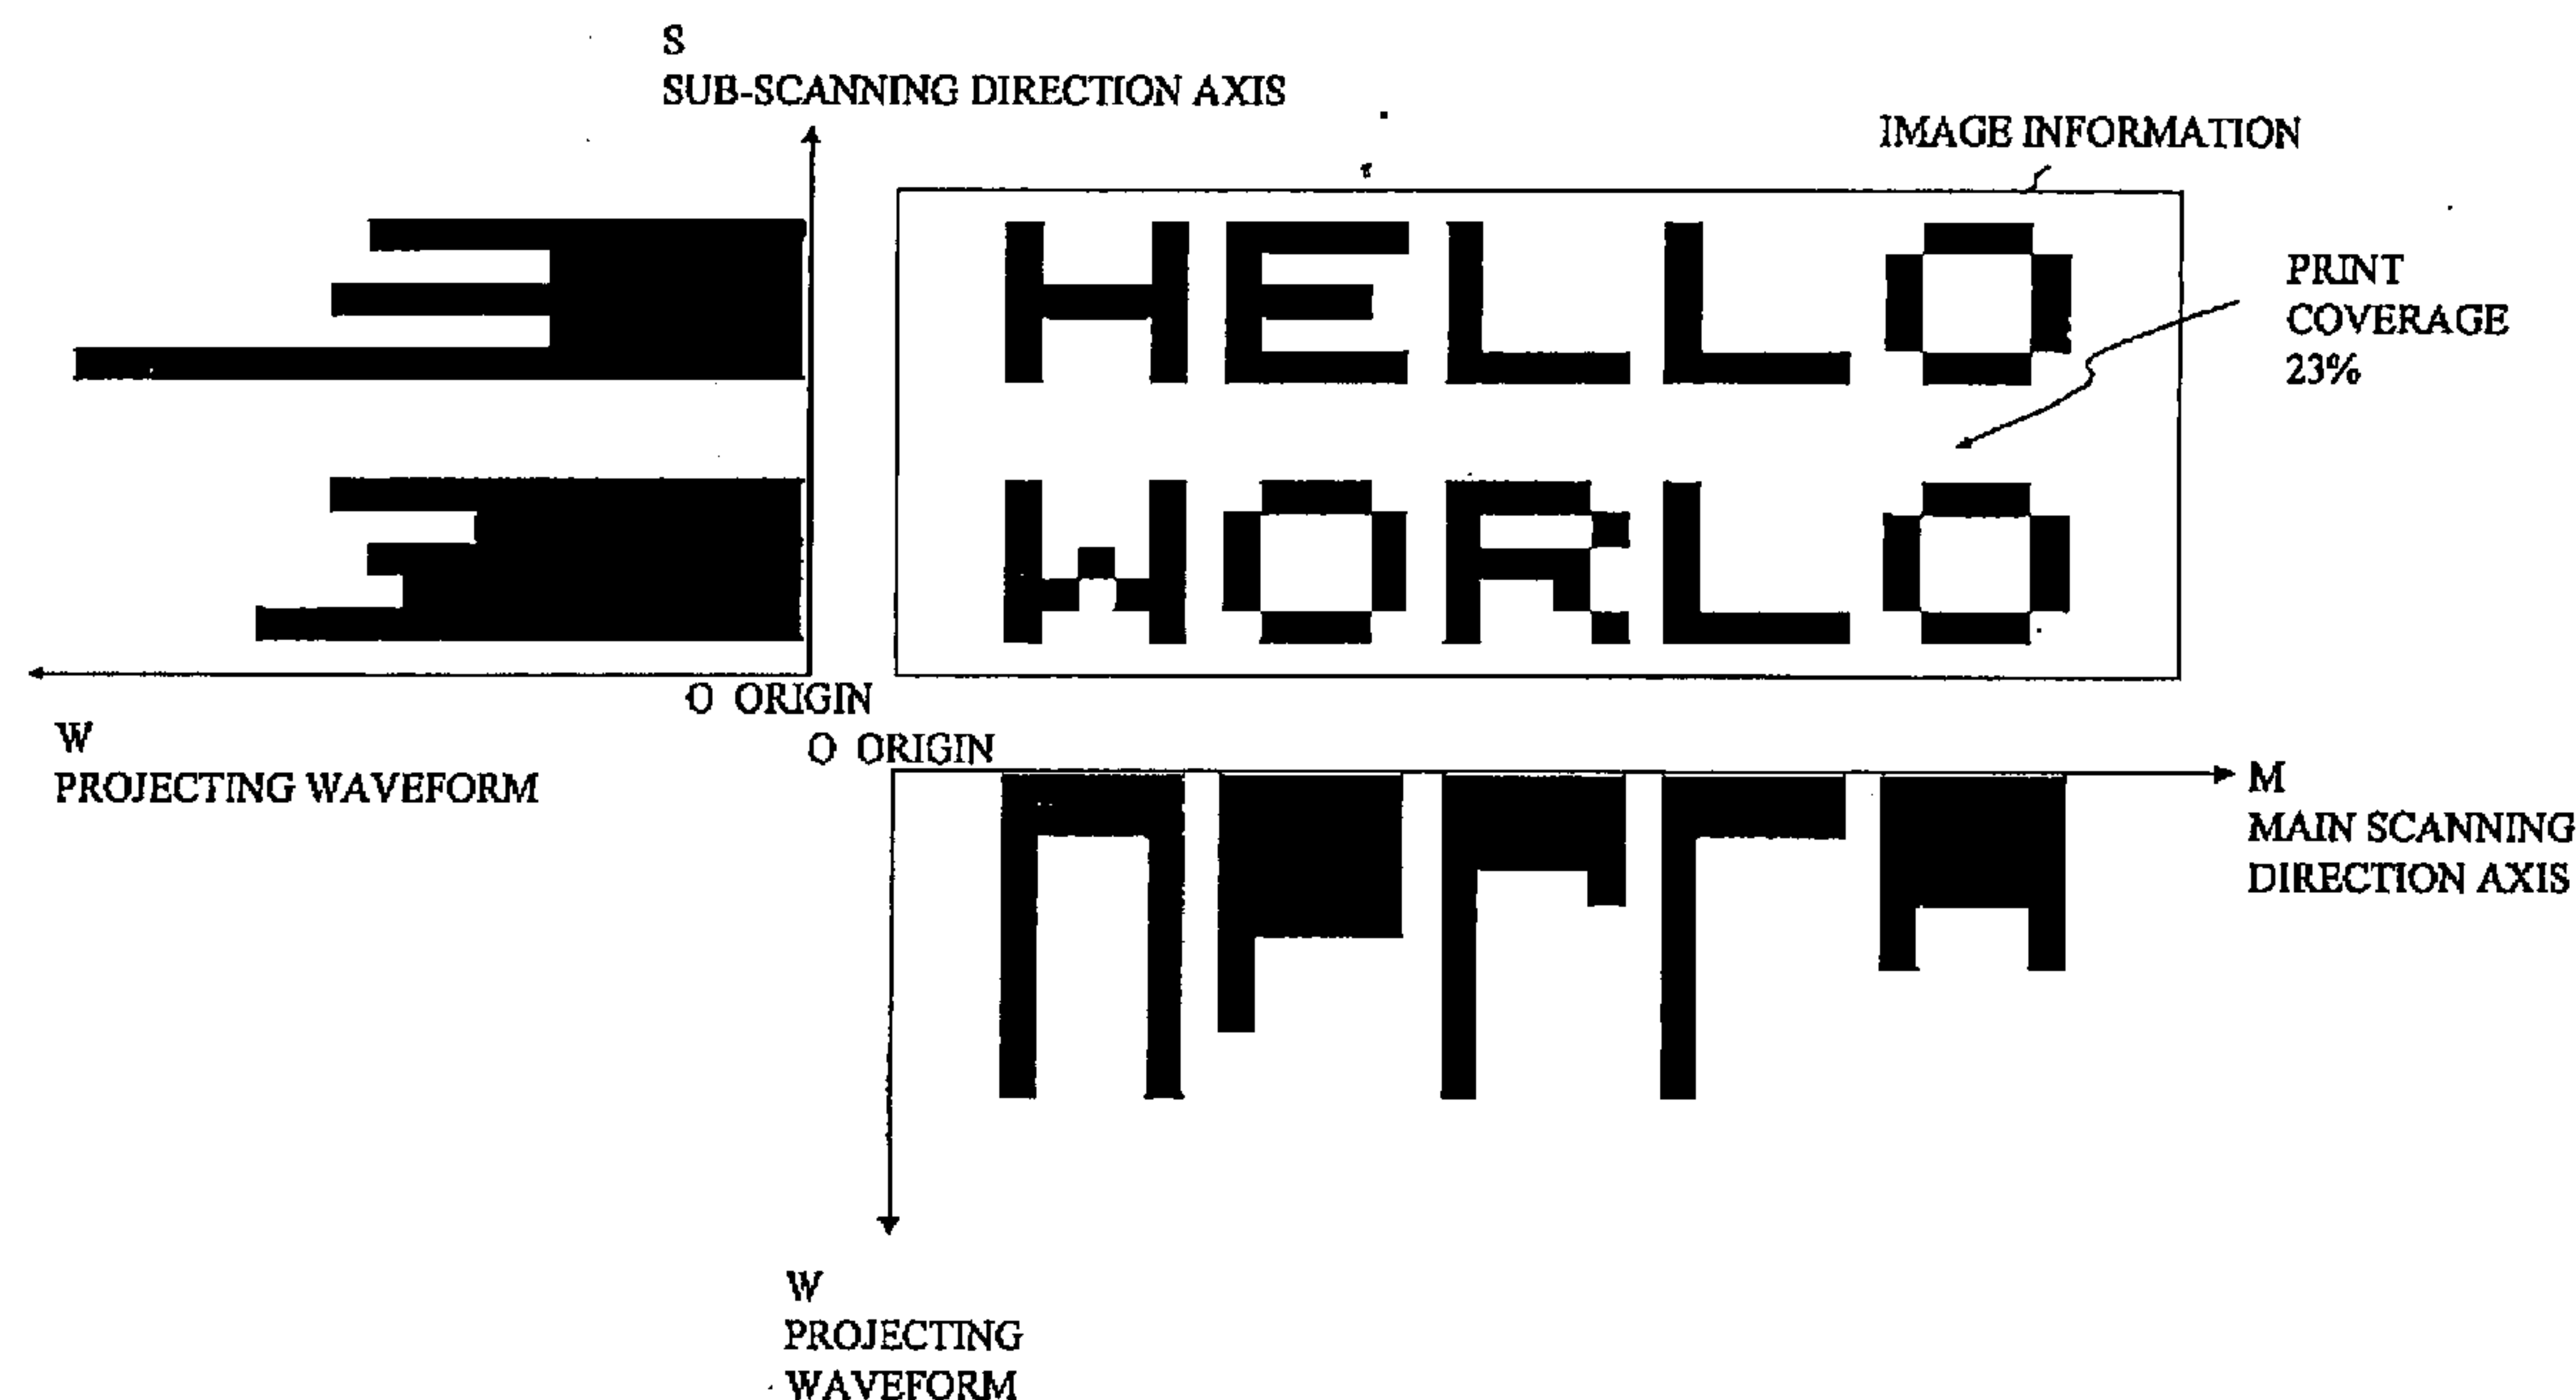 S
SUB-SCANNING DIRECTION AXIS
IMAGE INFORMATION
HELLO
PRINT
COVERAGE
23%
WORLO
O ORIGIN
W
PROJECTING WAVEFORM
O ORIGIN
M
MAIN SCANNING
DIRECTION AXIS
W
PROJECTING
WAVEFORM